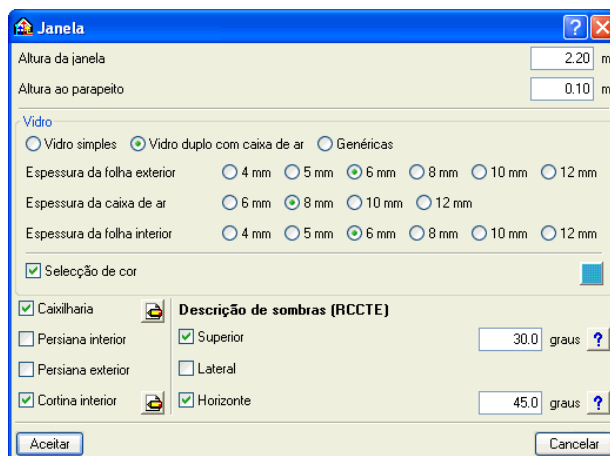 Janela
Altura da janela 2.20 m
Altura ao parapeito 0.10 m
Vidro
Vidro simples Vidro duplo com caixa de ar Genéricas
Espessura da folha exterior 4 mm 5 mm 6 mm 8 mm 10 mm 12 mm
Espessura da caixa de ar 6 mm 8 mm 10 mm 12 mm
Espessura da folha interior 4 mm 5 mm 6 mm 8 mm 10 mm 12 mm
Selecção de cor
Caixilharia Descrição de sombras (RCCTE)
Persiana interior Superior 30.0 graus ?
Persiana exterior Lateral
Cortina interior Horizonte 45.0 graus ?
Aceitar Cancelar